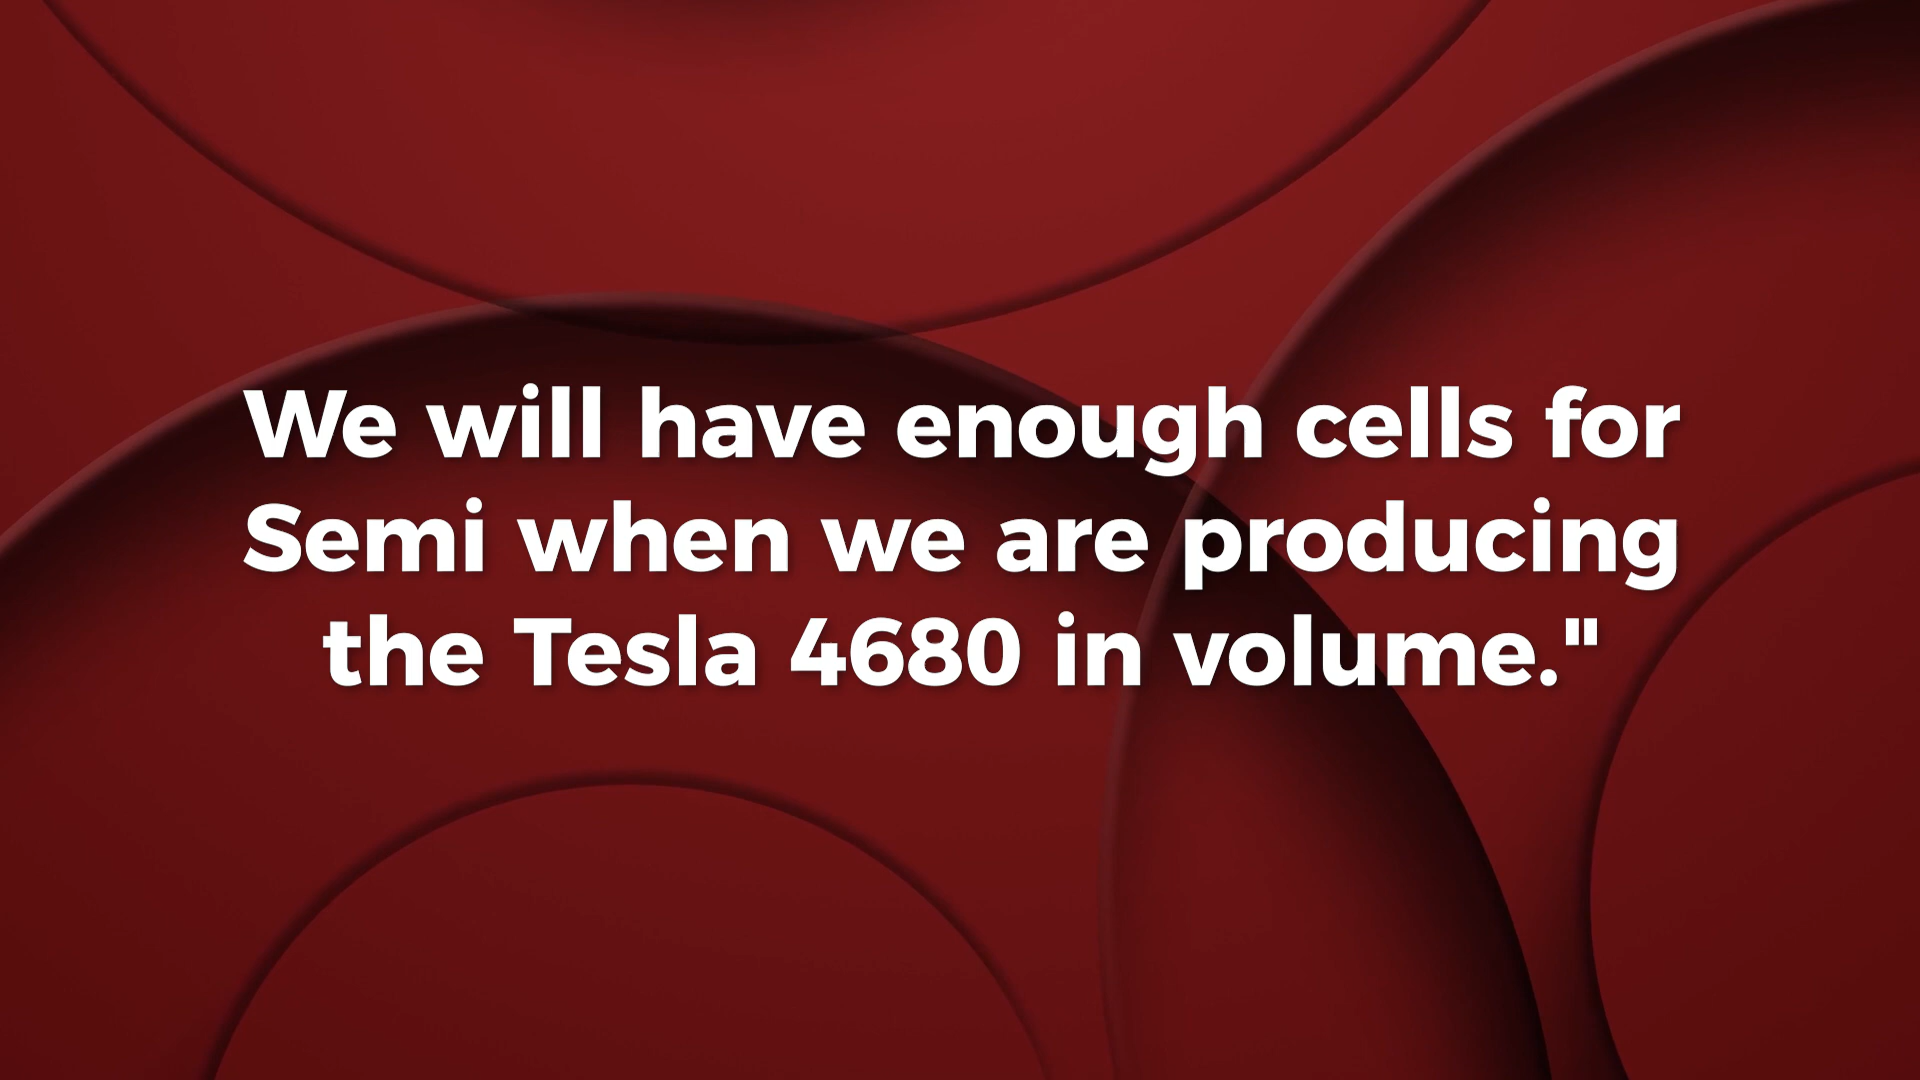 We will have enough cells for
Semi when we are producing
the Tesla 4680 in volume."